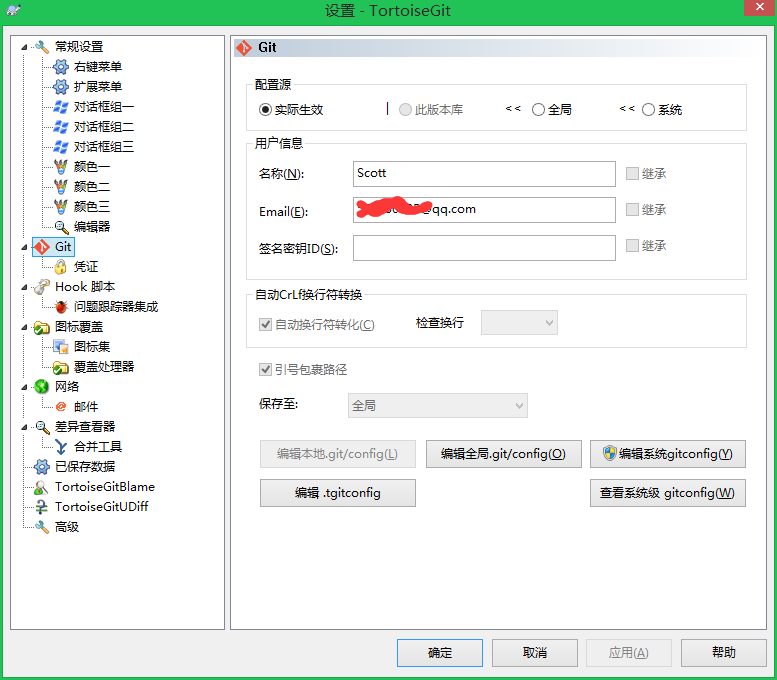 设置 - TortoiseGit
常规设置
右键菜单
扩展菜单
对话框组一
对话框组二
对话框组三
颜色一
颜色二
颜色三
编辑器
Git
凭证
Hook 脚本
问题跟踪器集成
图标覆盖
图标集
覆盖处理器
网络
邮件
差异查看器
合并工具
已保存数据
TortoiseGitBlame
TortoiseGitUDiff
高级
Git
配置源
实际生效 | 此版本库 << 全局 << 系统
用户信息
名称(N): Scott 继承
Email(E): @qq.com 继承
签名密钥ID(S): 继承
自动CrLf换行符转换
自动换行符转化(C) 检查换行
引号包裹路径
保存至: 全局
编辑本地.git/config(L) 编辑全局.git/config(O) 编辑系统gitconfig(Y)
编辑 .tgitconfig 查看系统级 gitconfig(W)
确定 取消 应用(A) 帮助